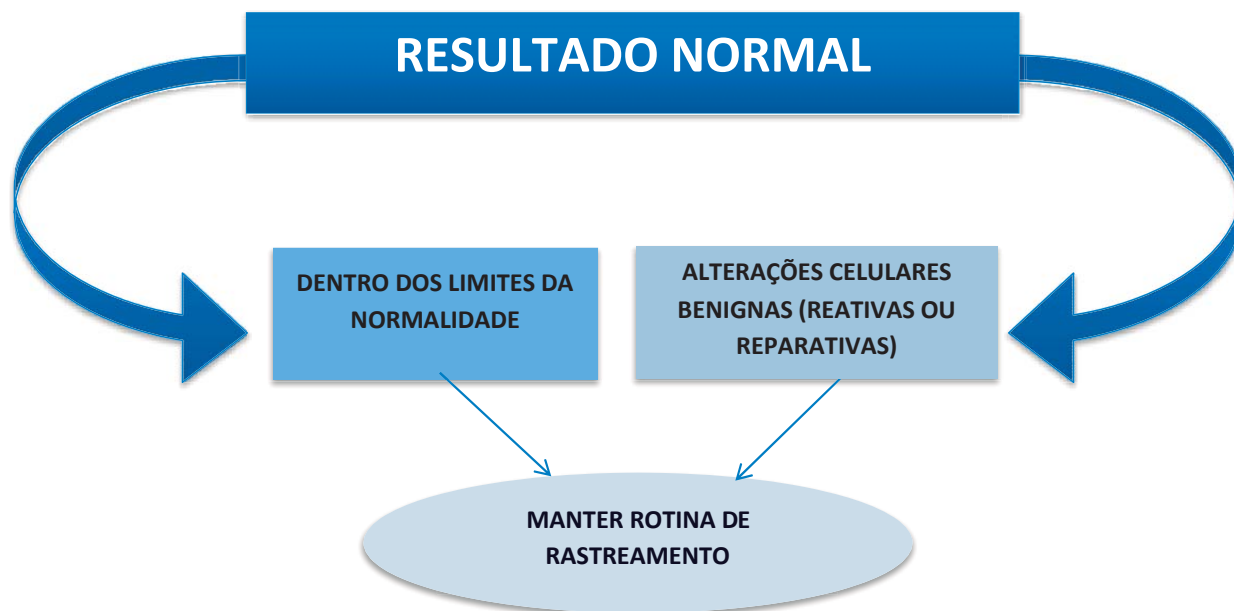 RESULTADO NORMAL
DENTRO DOS LIMITES DA
NORMALIDADE
ALTERAÇÕES CELULARES
BENIGNAS (REATIVAS OU
REPARATIVAS)
MANTER ROTINA DE
RASTREAMENTO